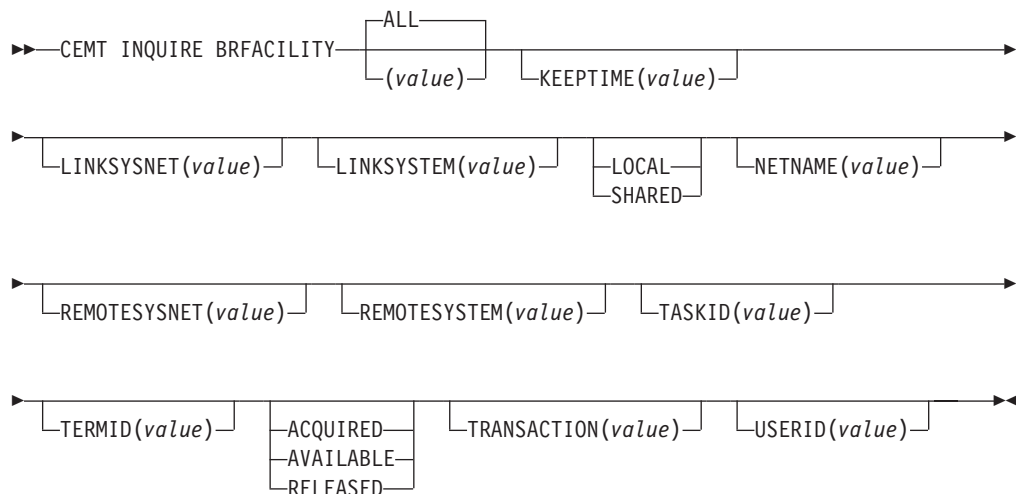 ALL
CEMT INQUIRE BRFACILITY
(value)
KEEPTIME(value)
LINKSYSNET(value)
LINKSYSTEM(value)
LOCAL
SHARED
NETNAME(value)
REMOTESYSNET(value)
REMOTESYSTEM(value)
TASKID(value)
TERMID(value)
ACQUIRED
AVAILABLE
RELEASED
TRANSACTION(value)
USERID(value)